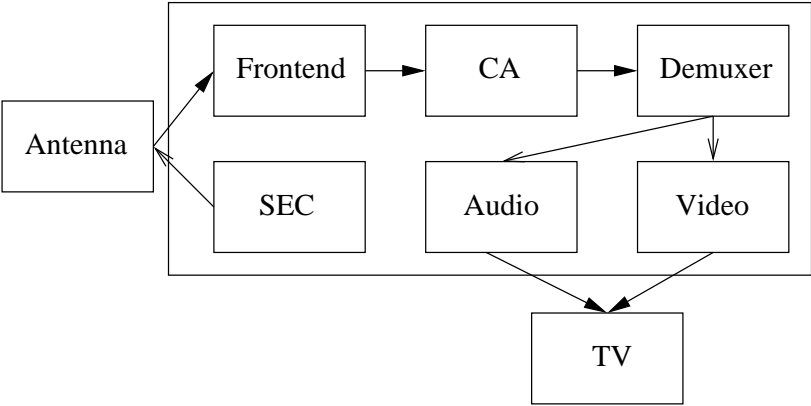 Frontend
CA
Demuxer
Antenna
SEC
Audio
Video
TV